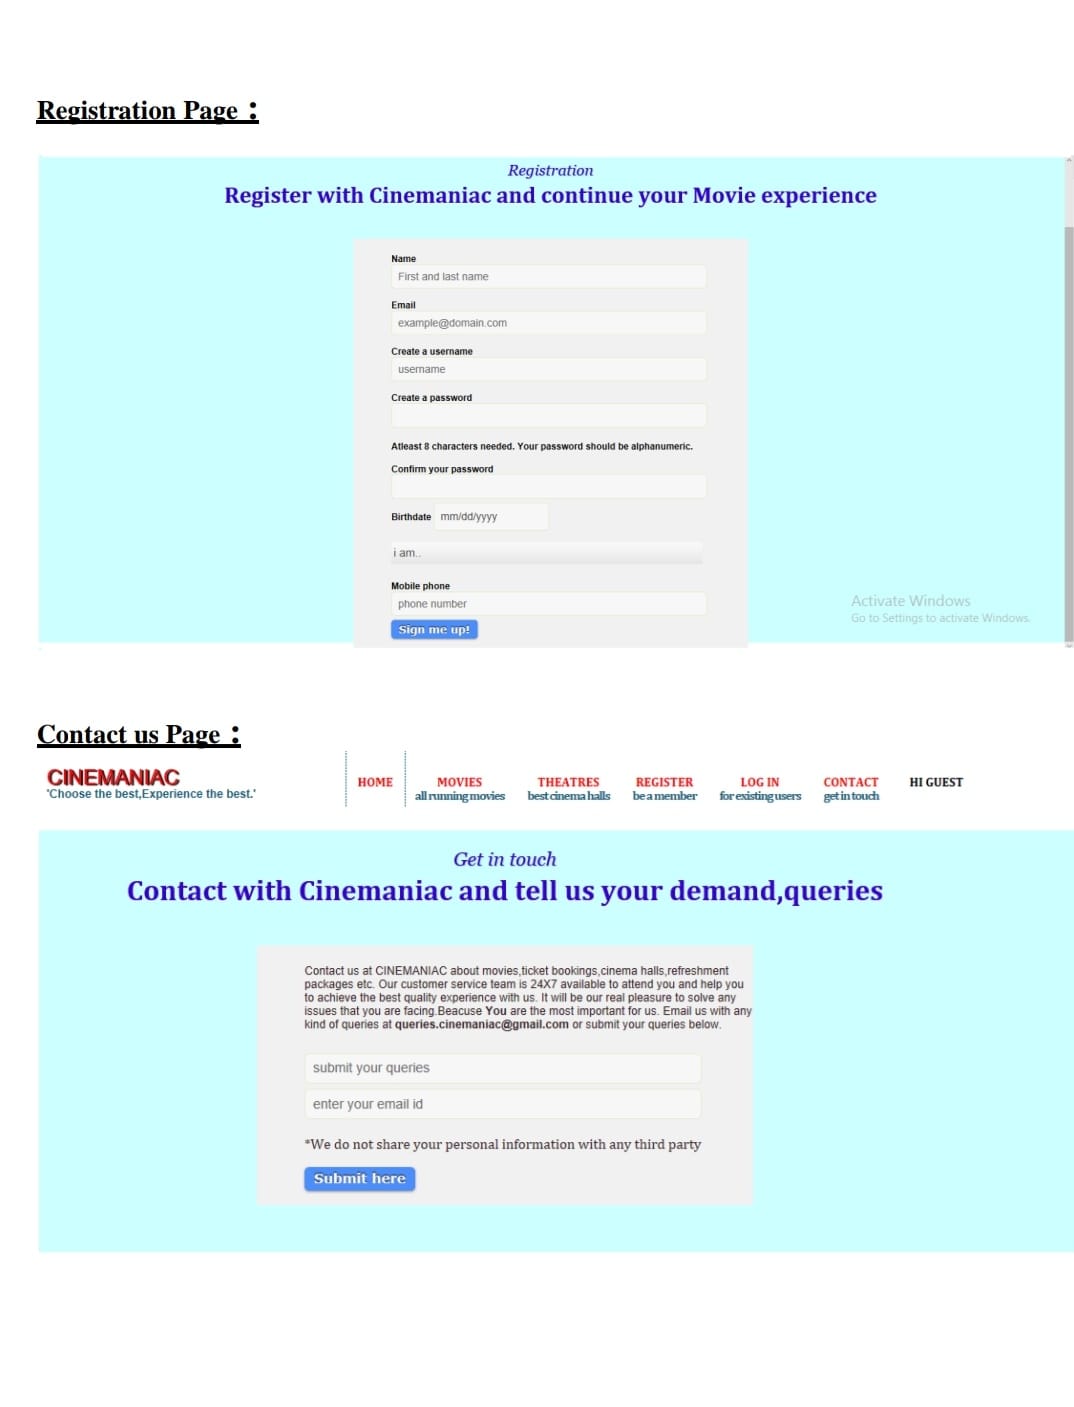 Registration Page :
Registration
Register with Cinemaniac and continue your Movie experience
Name
First and last name
Email
example@domain.com
Create a username
username
Create a password
Atleast 8 characters needed. Your password should be alphanumeric.
Confirm your password
Birthdate mm/dd/yyyy
i am..
Mobile phone
phone number
Sign me up!
Activate Windows
Go to Settings to activate Windows.
Contact us Page :
CINEMANIAC
'Choose the best,Experience the best.'
HOME MOVIES THEATRES REGISTER LOG IN CONTACT HI GUEST
all running movies best cinema halls be a member for existing users get in touch
Get in touch
Contact with Cinemaniac and tell us your demand,queries
Contact us at CINEMANIAC about movies,ticket bookings,cinema halls,refreshment
packages etc. Our customer service team is 24X7 available to attend you and help you
to achieve the best quality experience with us. It will be our real pleasure to solve any
issues that you are facing.Beacuse You are the most important for us. Email us with any
kind of queries at queries.cinemaniac@gmail.com or submit your queries below.
submit your queries
enter your email id
*We do not share your personal information with any third party
Submit here